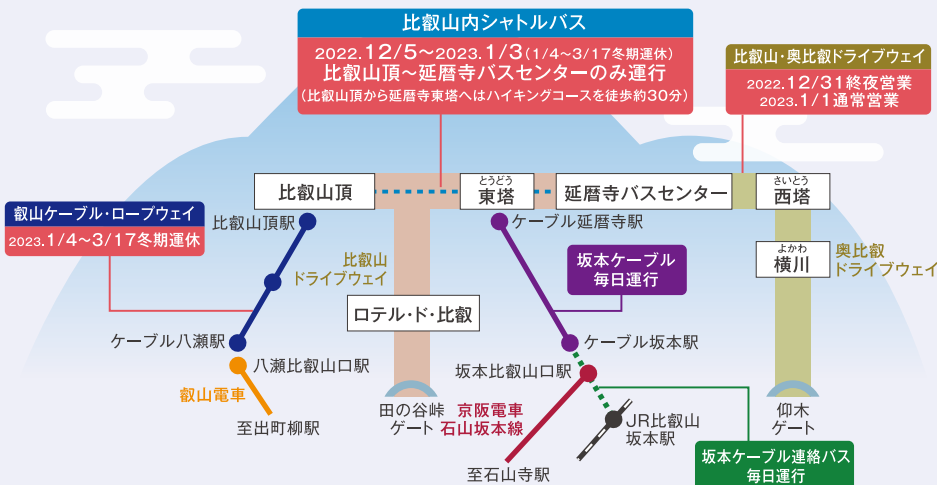 比叡山内シャトルバス
2022.12/5〜2023.1/3(1/4〜3/17冬期運休)
比叡山頂〜延暦寺バスセンターのみ運行
(比叡山頂から延暦寺東塔へはハイキングコースを徒歩約30分)
比叡山・奥比叡ドライブウェイ
2022.12/31終夜営業
2023.1/1通常営業
比叡山頂
とうどう
東塔
延暦寺バスセンター
さいとう
西塔
叡山ケーブル・ロープウェイ
2023.1/4〜3/17冬期運休
比叡山頂駅
ケーブル延暦寺駅
よかわ
横川
奥比叡
ドライブウェイ
比叡山
ドライブウェイ
坂本ケーブル
毎日運行
ロテル・ド・比叡
ケーブル八瀬駅
ケーブル坂本駅
八瀬比叡山口駅
坂本比叡山口駅
叡山電車
至出町柳駅
田の谷峠
ゲート
京阪電車
石山坂本線
JR比叡山
坂本駅
仰木
ゲート
至石山寺駅
坂本ケーブル連絡バス
毎日運行